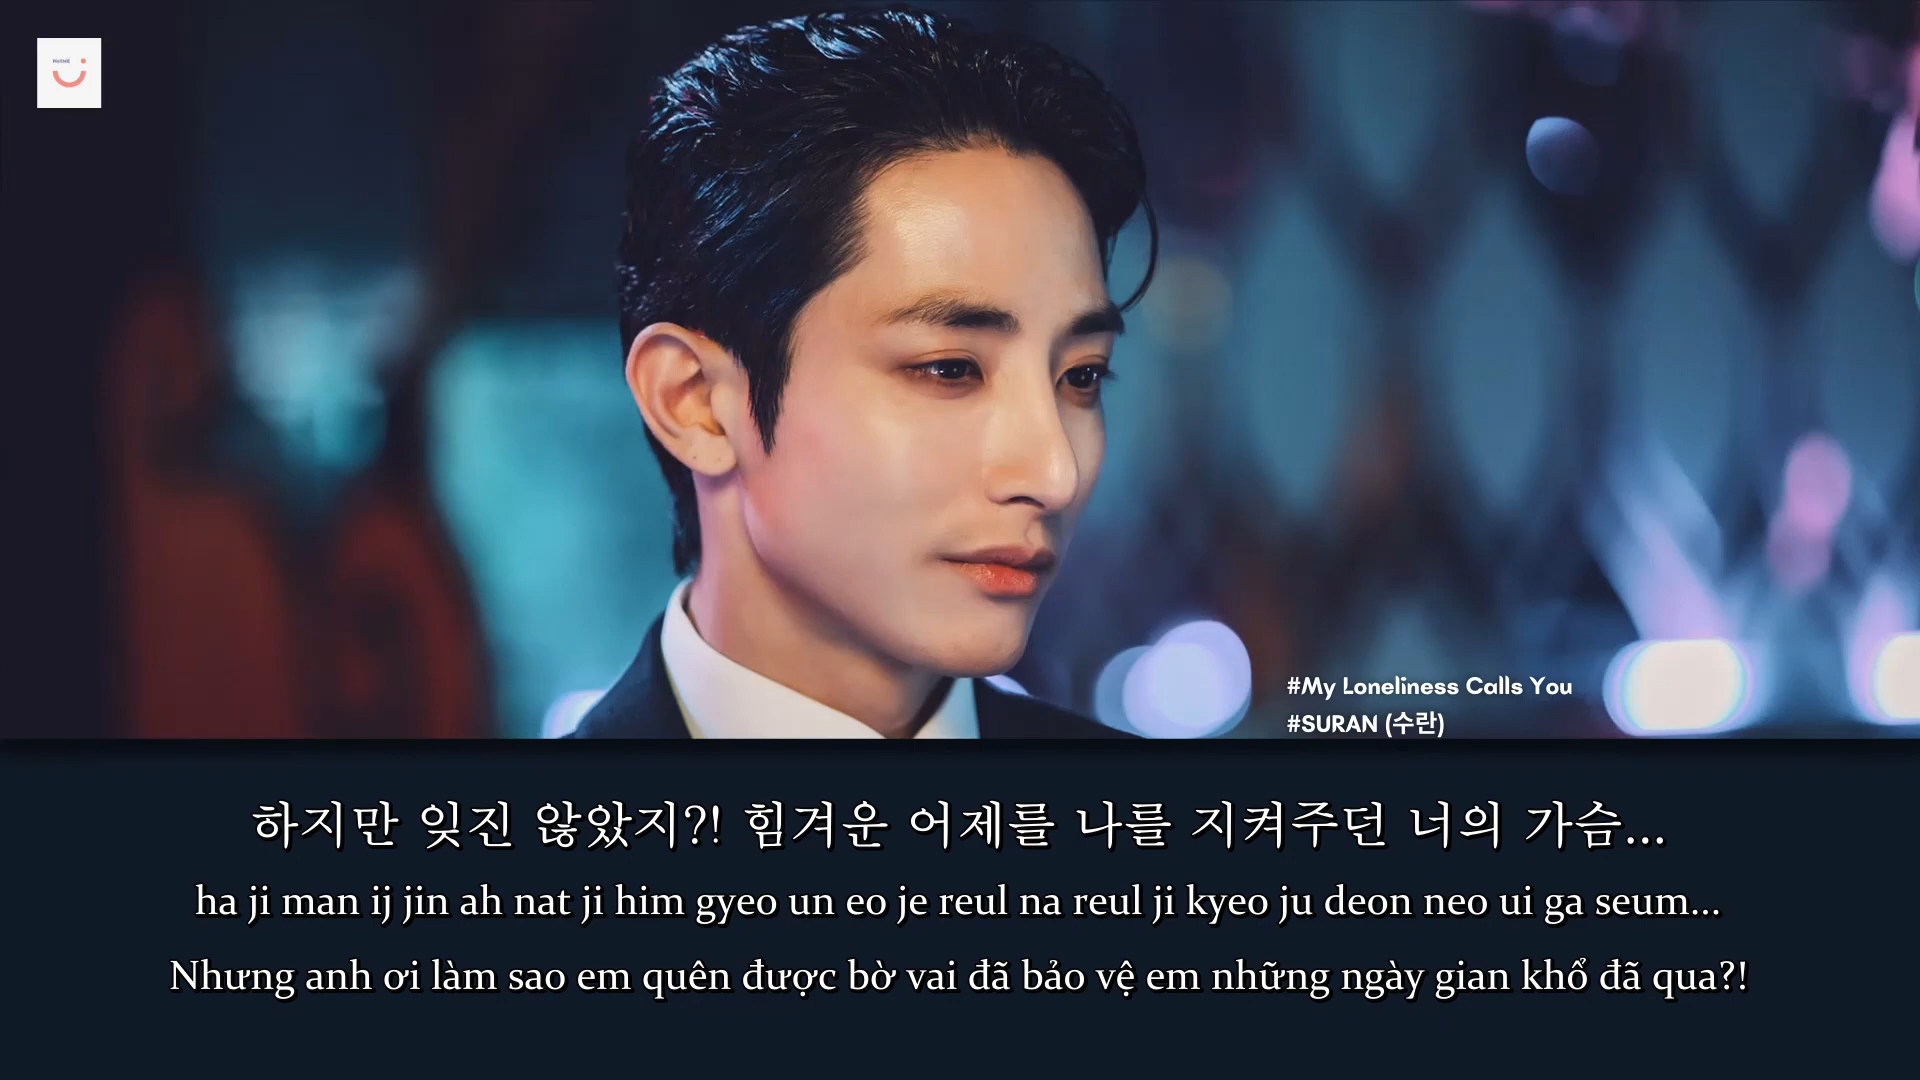 #My Loneliness Calls You
#SURAN (수란)
하지만 잊진 않았지?! 힘겨운 어제를 나를 지켜주던 너의 가슴...
ha ji man ij jin ah nat ji him gyeo un eo je reul na reul ji kyeo ju deon neo ui ga seum...
Nhưng anh ơi làm sao em quên được bờ vai đã bảo vệ em những ngày gian khổ đã qua?!